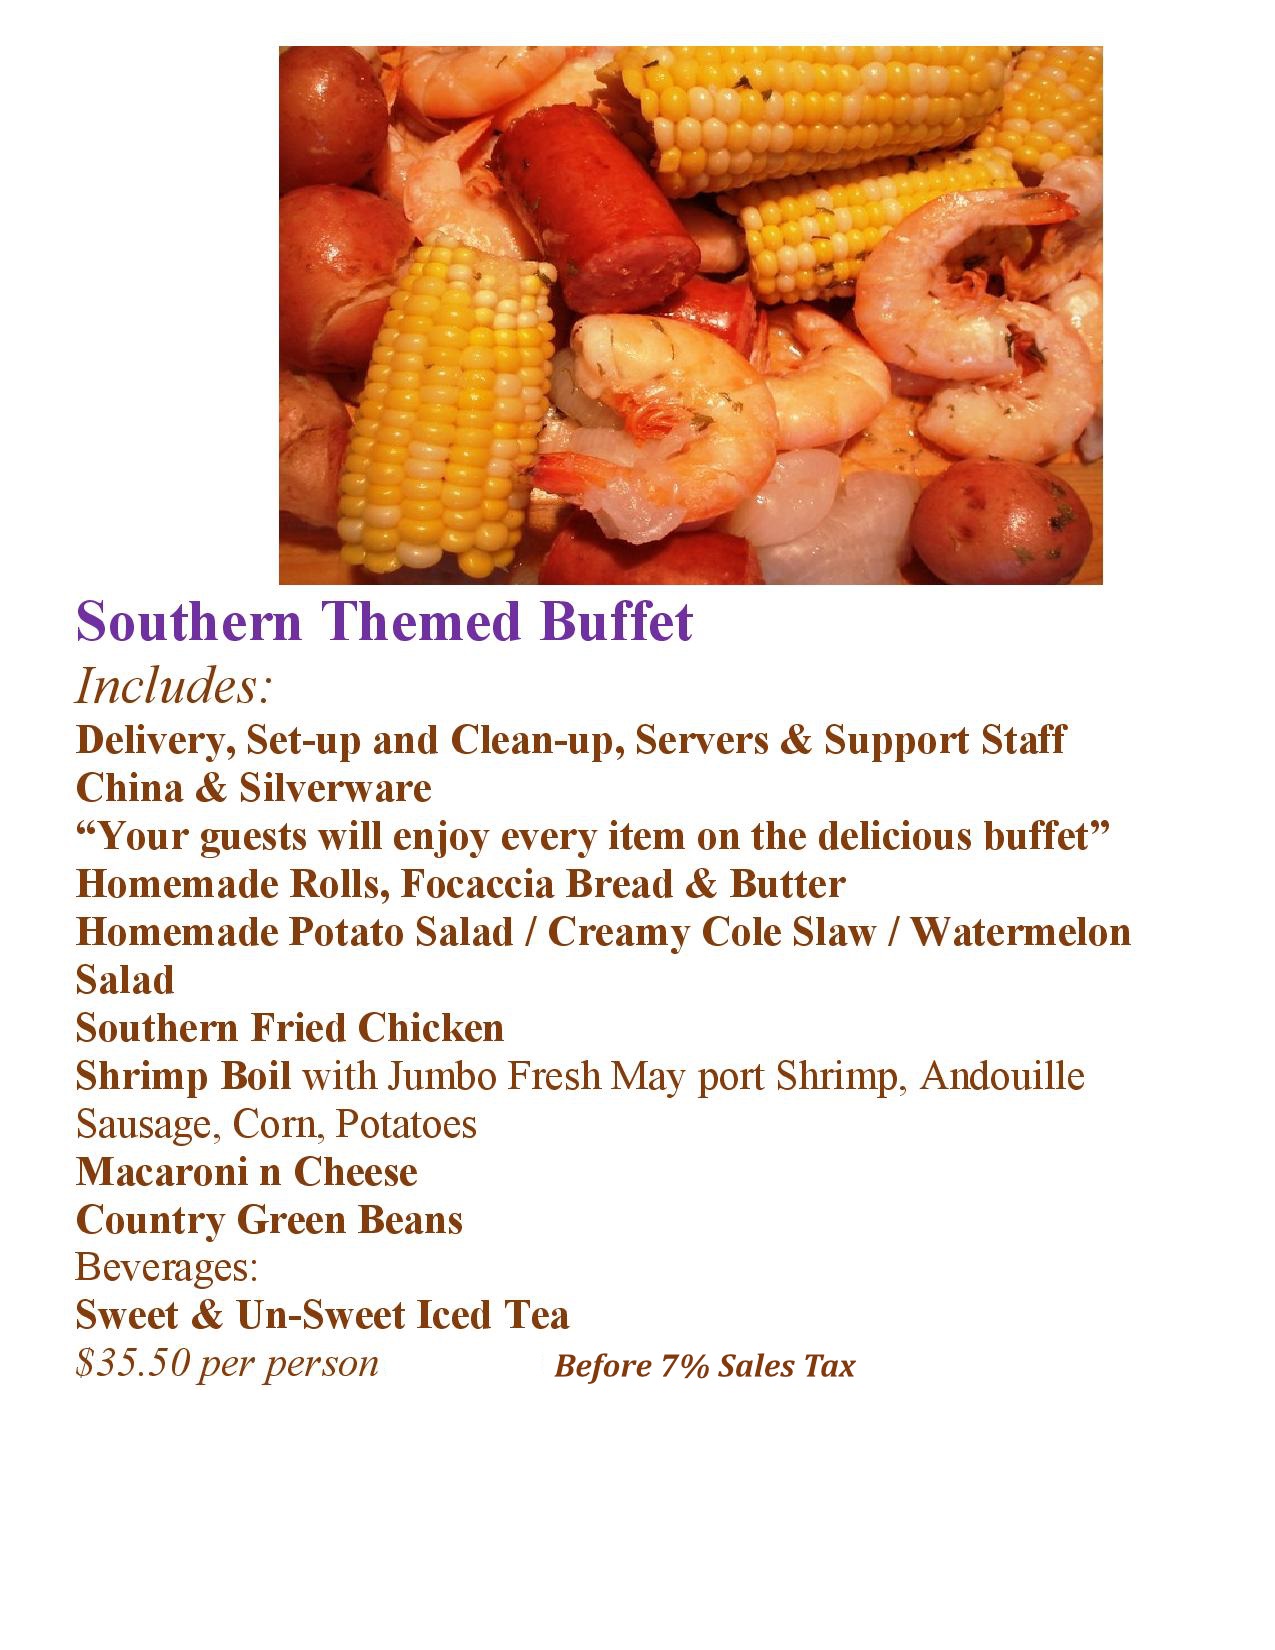 Southern Themed Buffet
Includes:
Delivery, Set-up and Clean-up, Servers & Support Staff
China & Silverware
“Your guests will enjoy every item on the delicious buffet”
Homemade Rolls, Focaccia Bread & Butter
Homemade Potato Salad / Creamy Cole Slaw / Watermelon
Salad
Southern Fried Chicken
Shrimp Boil with Jumbo Fresh May port Shrimp, Andouille
Sausage, Corn, Potatoes
Macaroni n Cheese
Country Green Beans
Beverages:
Sweet & Un-Sweet Iced Tea
$35.50 per person Before 7% Sales Tax